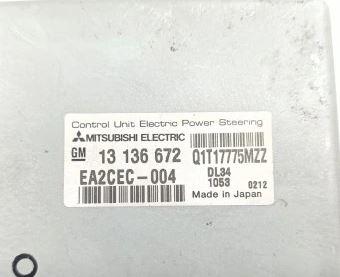 Control Unit Electric Power Steering
MITSUBISHI ELECTRIC
GM 13 136 672 Q1T17775MZZ
EA2CEC-004 DL34
1053 0212
Made in Japan